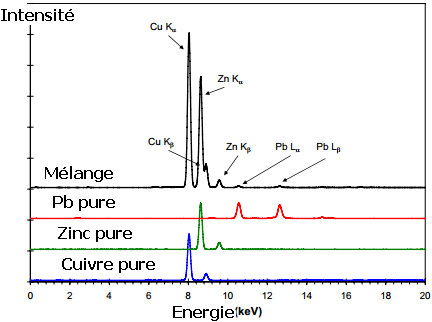 Intensité
Cu Kα
Zn Kα
Cu Kβ
Zn Kβ
Pb Lα
Pb Lβ
Mélange
Pb pure
Zinc pure
Cuivre pure
0 2 4 6 8 10 12 14 16 18 20
Energie(keV)